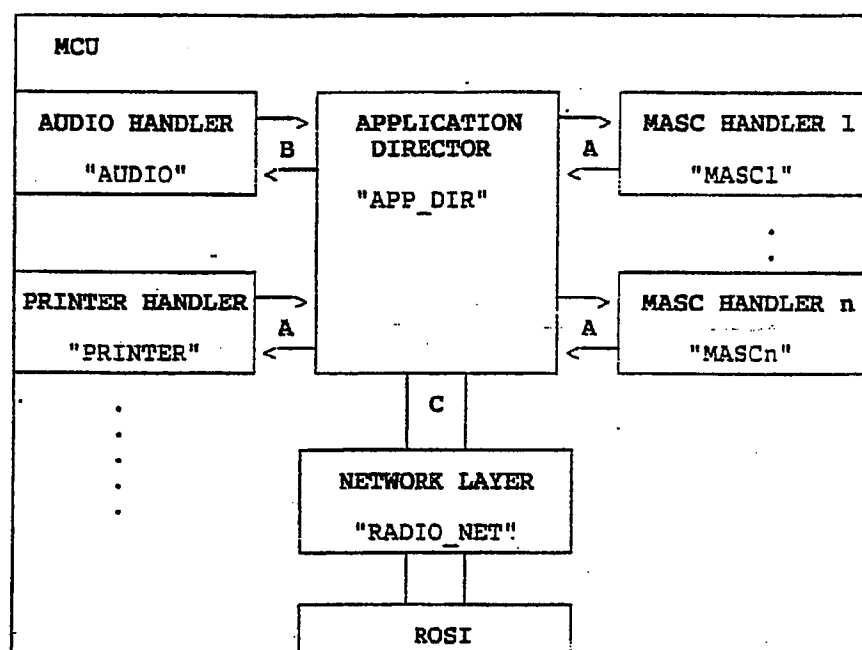 MCU
AUDIO HANDLER
"AUDIO"
B
APPLICATION
DIRECTOR
"APP_DIR"
A
MASC HANDLER 1
"MASC1"
PRINTER HANDLER
"PRINTER"
A
A
MASC HANDLER n
"MASCn"
C
NETWORK LAYER
"RADIO_NET"
ROSI